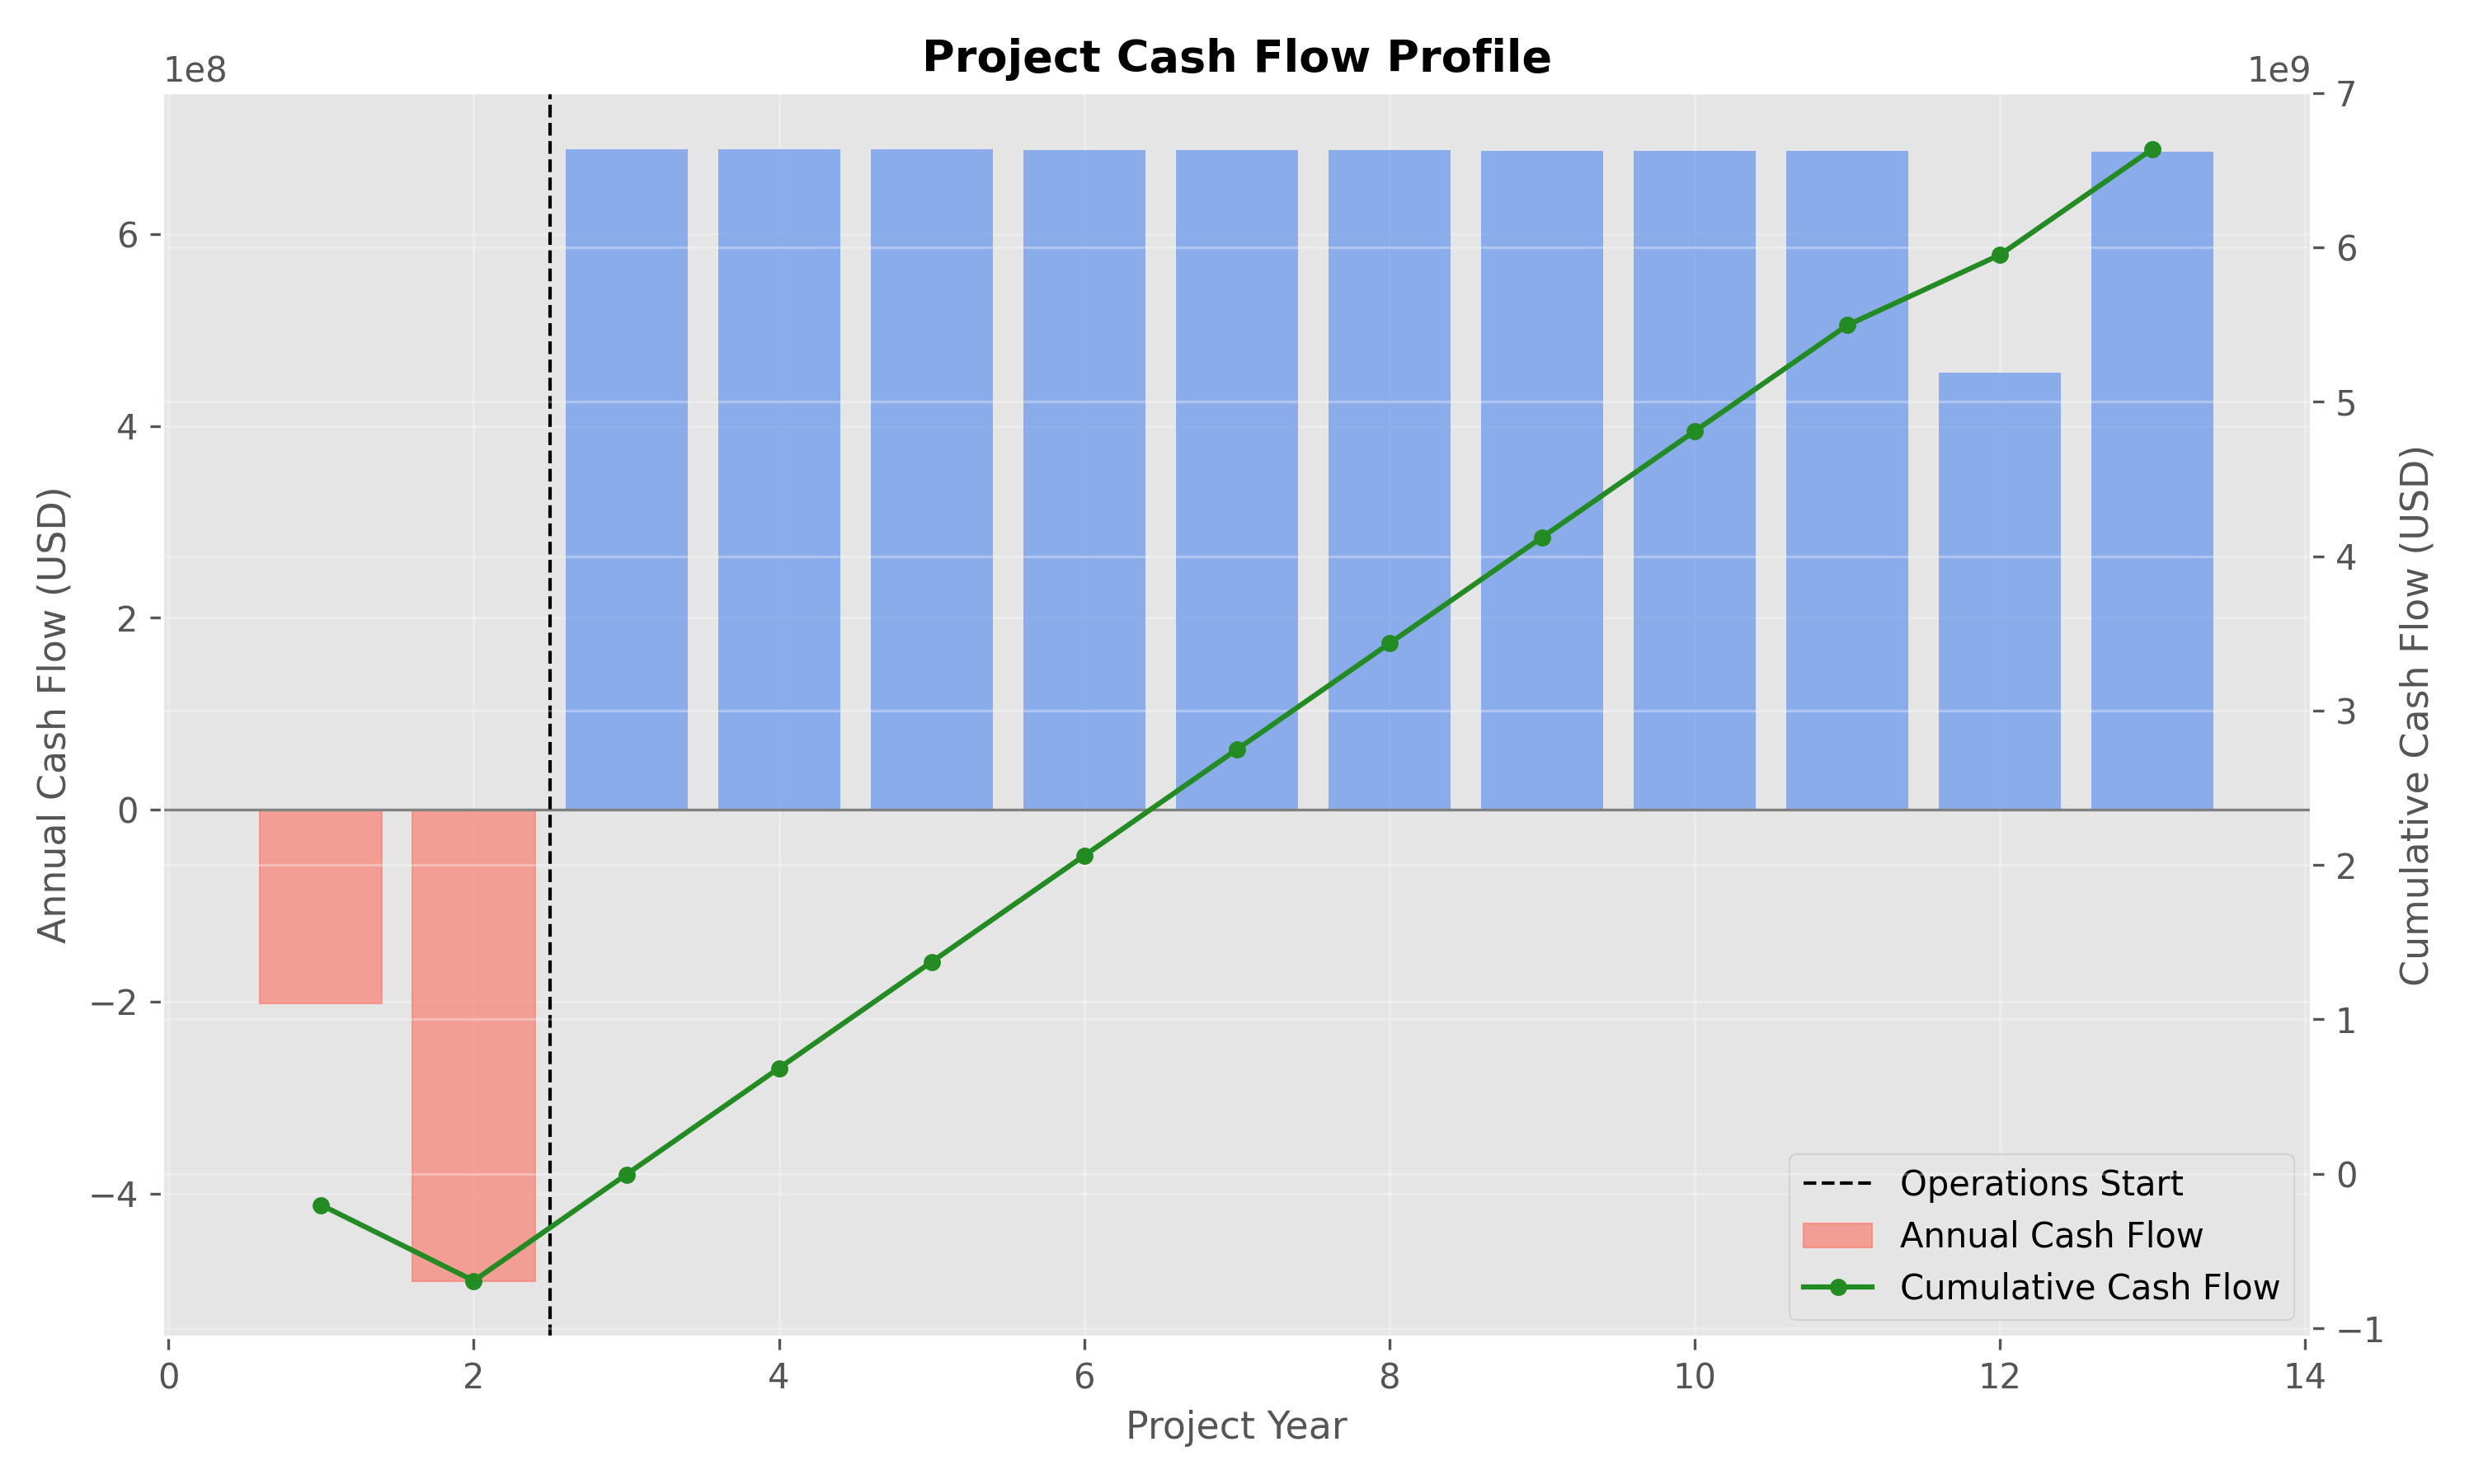 Project Cash Flow Profile
1e8
1e9
7
6
6
5
4
4
2
3
0
2
−2
1
−4
0
−1
Annual Cash Flow (USD)
Cumulative Cash Flow (USD)
Operations Start
Annual Cash Flow
Cumulative Cash Flow
0 2 4 6 8 10 12 14
Project Year